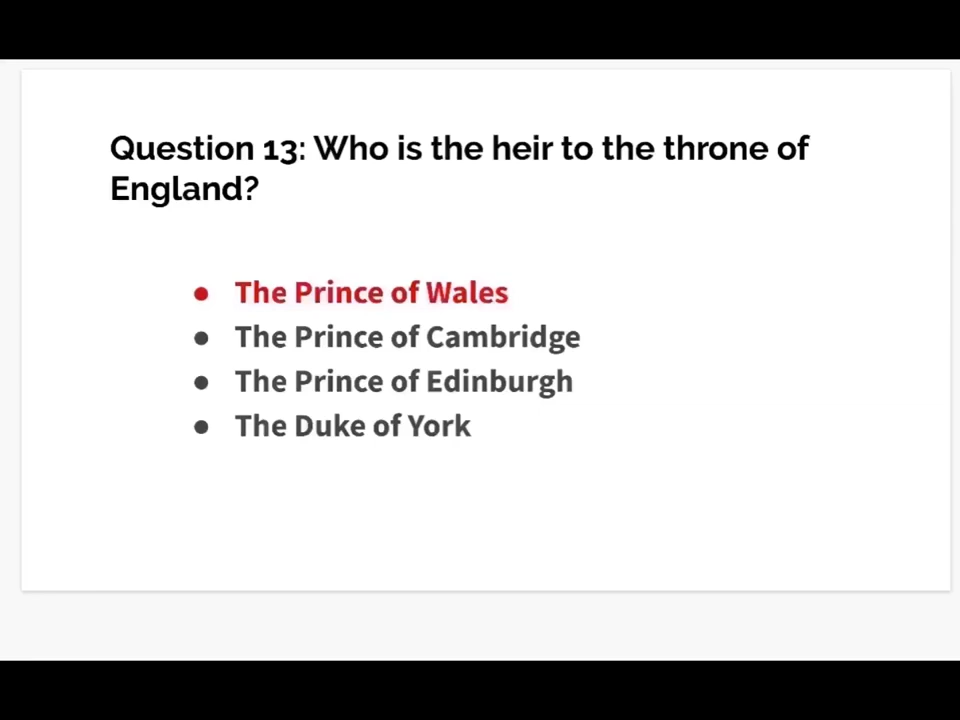 Question 13: Who is the heir to the throne of
England?
● The Prince of Wales
● The Prince of Cambridge
● The Prince of Edinburgh
● The Duke of York